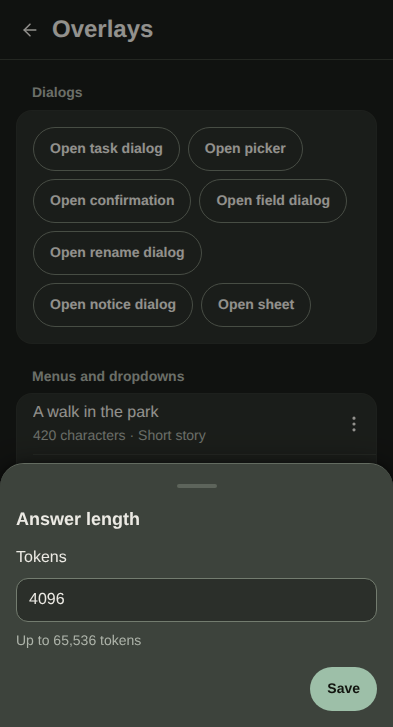 Overlays
Dialogs
Open task dialog
Open picker
Open confirmation
Open field dialog
Open rename dialog
Open notice dialog
Open sheet
Menus and dropdowns
A walk in the park
420 characters · Short story
Answer length
Tokens
4096
Up to 65,536 tokens
Save